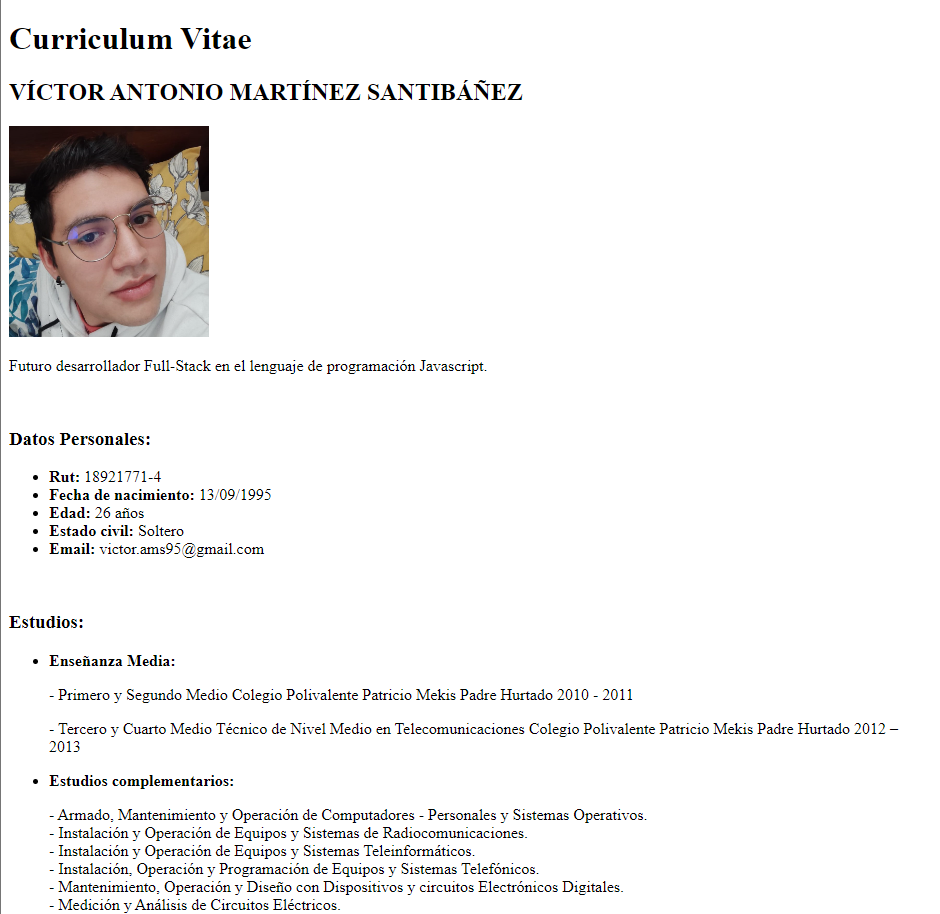 Curriculum Vitae
VÍCTOR ANTONIO MARTÍNEZ SANTIBÁÑEZ
Futuro desarrollador Full-Stack en el lenguaje de programación Javascript.
Datos Personales:
• Rut: 18921771-4
• Fecha de nacimiento: 13/09/1995
• Edad: 26 años
• Estado civil: Soltero
• Email: victor.ams95@gmail.com
Estudios:
• Enseñanza Media:
- Primero y Segundo Medio Colegio Polivalente Patricio Mekis Padre Hurtado 2010 - 2011
- Tercero y Cuarto Medio Técnico de Nivel Medio en Telecomunicaciones Colegio Polivalente Patricio Mekis Padre Hurtado 2012 –
2013
• Estudios complementarios:
- Armado, Mantenimiento y Operación de Computadores - Personales y Sistemas Operativos.
- Instalación y Operación de Equipos y Sistemas de Radiocomunicaciones.
- Instalación y Operación de Equipos y Sistemas Teleinformáticos.
- Instalación, Operación y Programación de Equipos y Sistemas Telefónicos.
- Mantenimiento, Operación y Diseño con Dispositivos y circuitos Electrónicos Digitales.
- Medición y Análisis de Circuitos Eléctricos.